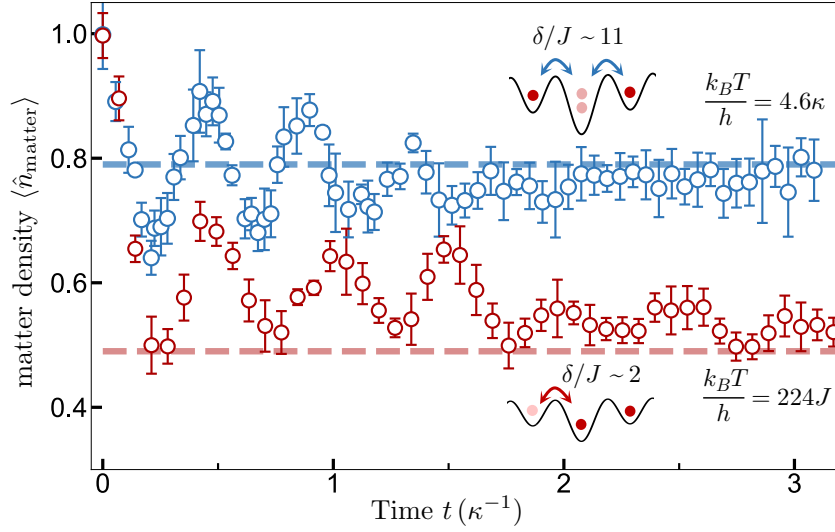 1.0
0.8
0.6
0.4
matter density ⟨n̂_matter⟩
δ/J ~ 11
k_BT/h = 4.6κ
δ/J ~ 2
k_BT/h = 224J
0 1 2 3
Time t (κ⁻¹)